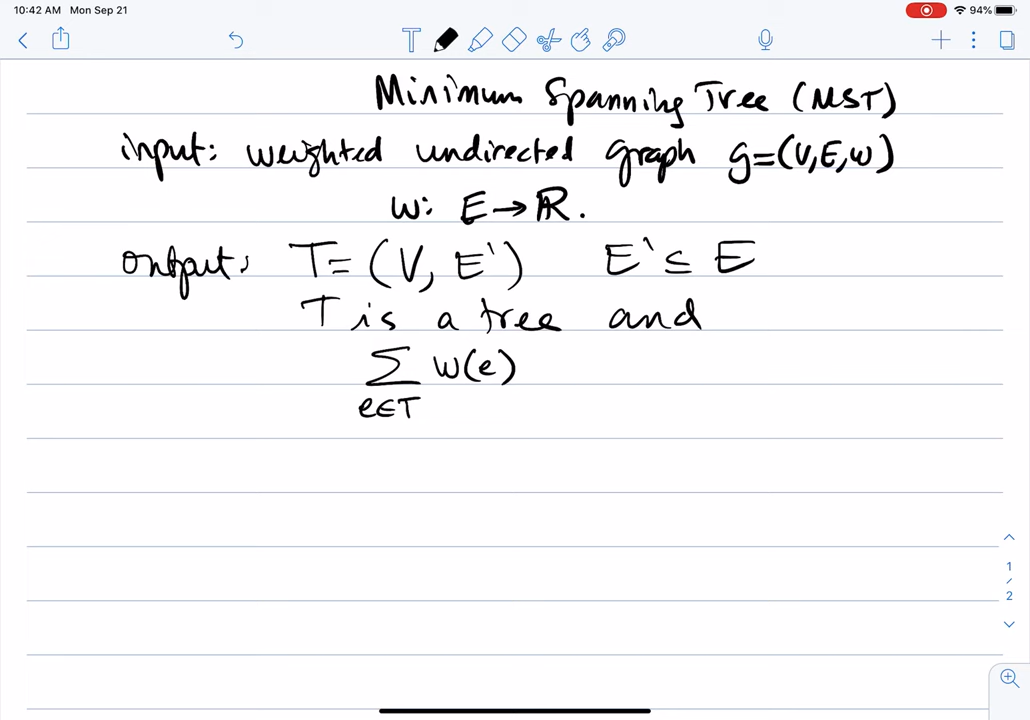 10:42 AM Mon Sep 21
94%
T
Minimum Spanning Tree (MST)
input: weighted undirected graph g=(V,E,w)
w: E→ℝ.
output: T=(V, E') E'⊆ E
T is a tree and
∑ w(e)
e∈T
1
/
2